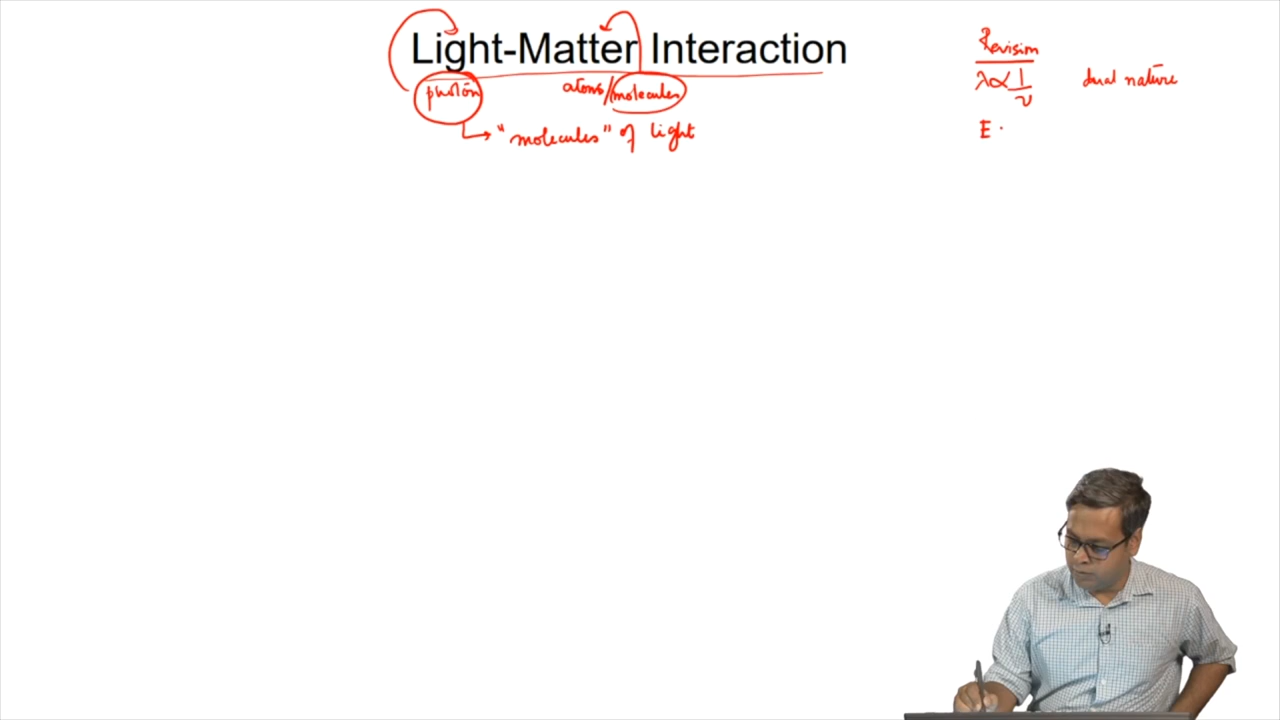 Light-Matter Interaction
photon
atoms/molecules
"molecules" of light
Revision
λ ∝ 1/ν
dual nature
E ·